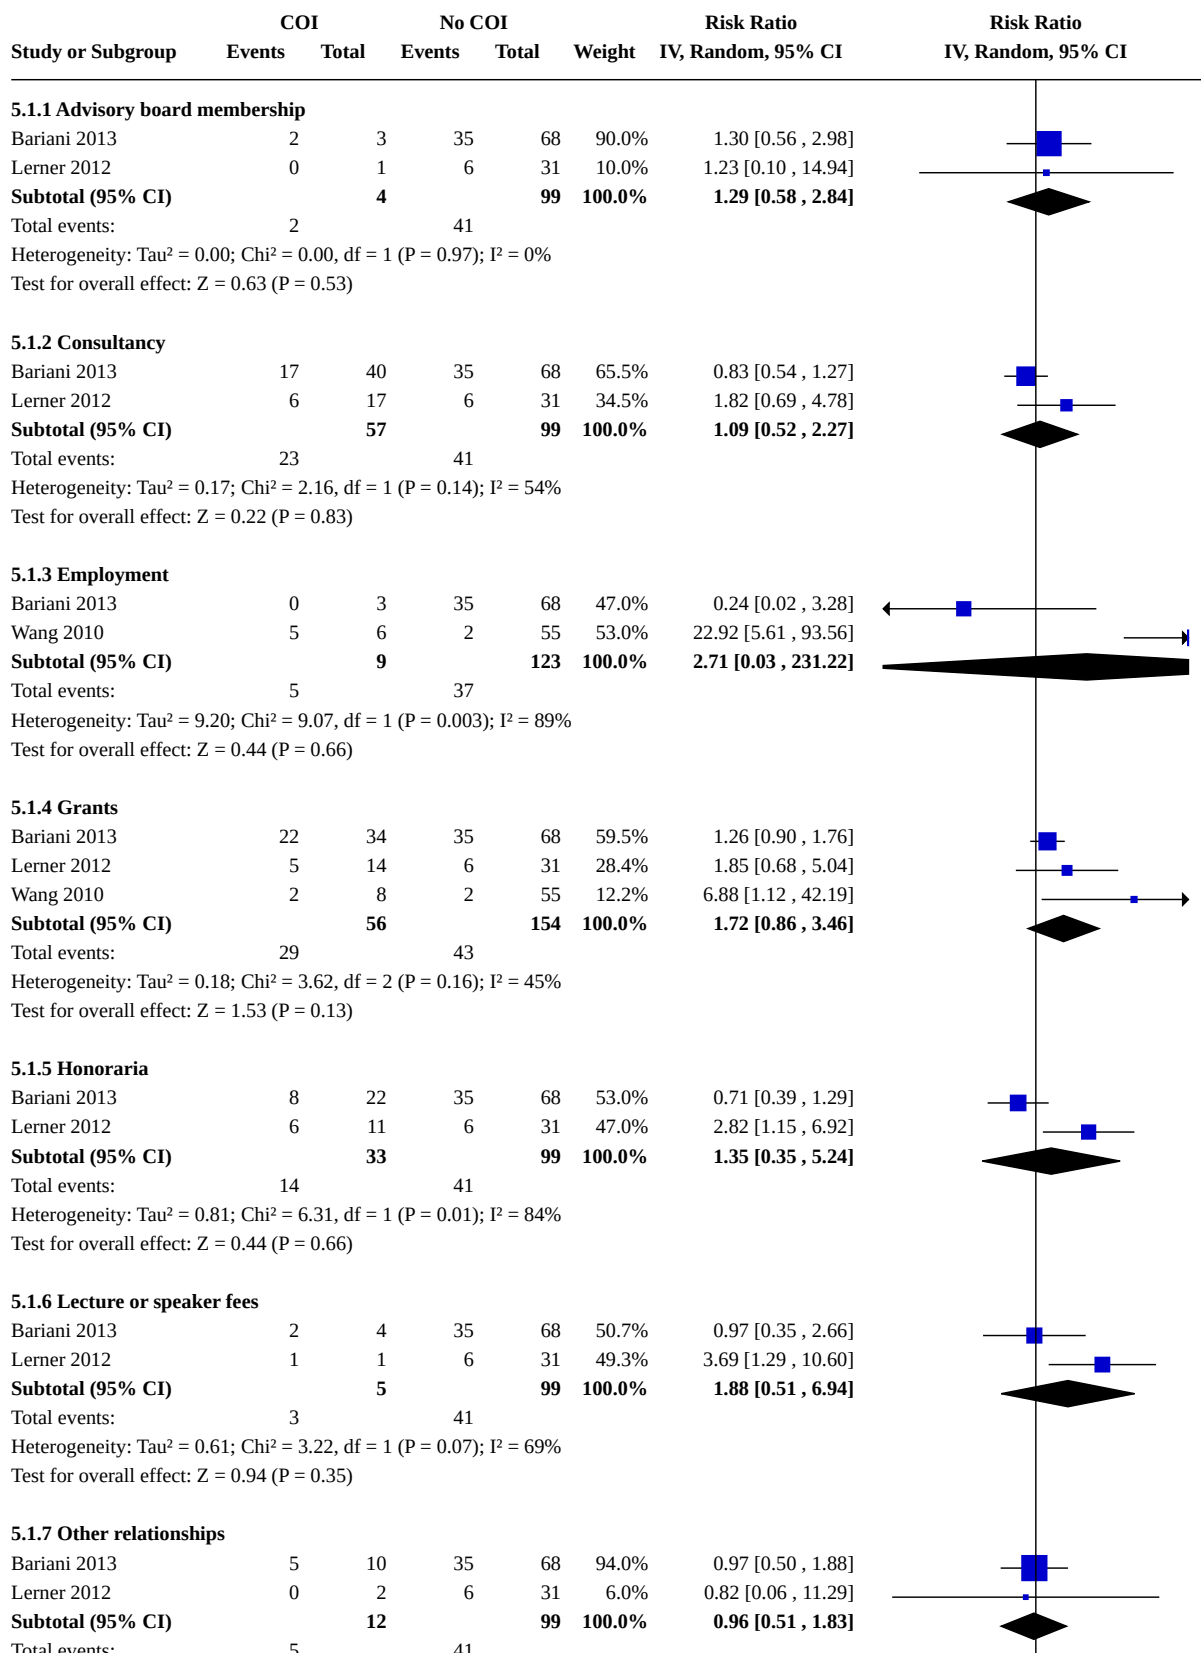 COI No COI Risk Ratio Risk Ratio
Study or Subgroup Events Total Events Total Weight IV, Random, 95% CI IV, Random, 95% CI
5.1.1 Advisory board membership
Bariani 2013 2 3 35 68 90.0% 1.30 [0.56 , 2.98]
Lerner 2012 0 1 6 31 10.0% 1.23 [0.10 , 14.94]
Subtotal (95% CI) 4 99 100.0% 1.29 [0.58 , 2.84]
Total events: 2 41
Heterogeneity: Tau² = 0.00; Chi² = 0.00, df = 1 (P = 0.97); I² = 0%
Test for overall effect: Z = 0.63 (P = 0.53)
5.1.2 Consultancy
Bariani 2013 17 40 35 68 65.5% 0.83 [0.54 , 1.27]
Lerner 2012 6 17 6 31 34.5% 1.82 [0.69 , 4.78]
Subtotal (95% CI) 57 99 100.0% 1.09 [0.52 , 2.27]
Total events: 23 41
Heterogeneity: Tau² = 0.17; Chi² = 2.16, df = 1 (P = 0.14); I² = 54%
Test for overall effect: Z = 0.22 (P = 0.83)
5.1.3 Employment
Bariani 2013 0 3 35 68 47.0% 0.24 [0.02 , 3.28]
Wang 2010 5 6 2 55 53.0% 22.92 [5.61 , 93.56]
Subtotal (95% CI) 9 123 100.0% 2.71 [0.03 , 231.22]
Total events: 5 37
Heterogeneity: Tau² = 9.20; Chi² = 9.07, df = 1 (P = 0.003); I² = 89%
Test for overall effect: Z = 0.44 (P = 0.66)
5.1.4 Grants
Bariani 2013 22 34 35 68 59.5% 1.26 [0.90 , 1.76]
Lerner 2012 5 14 6 31 28.4% 1.85 [0.68 , 5.04]
Wang 2010 2 8 2 55 12.2% 6.88 [1.12 , 42.19]
Subtotal (95% CI) 56 154 100.0% 1.72 [0.86 , 3.46]
Total events: 29 43
Heterogeneity: Tau² = 0.18; Chi² = 3.62, df = 2 (P = 0.16); I² = 45%
Test for overall effect: Z = 1.53 (P = 0.13)
5.1.5 Honoraria
Bariani 2013 8 22 35 68 53.0% 0.71 [0.39 , 1.29]
Lerner 2012 6 11 6 31 47.0% 2.82 [1.15 , 6.92]
Subtotal (95% CI) 33 99 100.0% 1.35 [0.35 , 5.24]
Total events: 14 41
Heterogeneity: Tau² = 0.81; Chi² = 6.31, df = 1 (P = 0.01); I² = 84%
Test for overall effect: Z = 0.44 (P = 0.66)
5.1.6 Lecture or speaker fees
Bariani 2013 2 4 35 68 50.7% 0.97 [0.35 , 2.66]
Lerner 2012 1 1 6 31 49.3% 3.69 [1.29 , 10.60]
Subtotal (95% CI) 5 99 100.0% 1.88 [0.51 , 6.94]
Total events: 3 41
Heterogeneity: Tau² = 0.61; Chi² = 3.22, df = 1 (P = 0.07); I² = 69%
Test for overall effect: Z = 0.94 (P = 0.35)
5.1.7 Other relationships
Bariani 2013 5 10 35 68 94.0% 0.97 [0.50 , 1.88]
Lerner 2012 0 2 6 31 6.0% 0.82 [0.06 , 11.29]
Subtotal (95% CI) 12 99 100.0% 0.96 [0.51 , 1.83]
Total events: 5 41